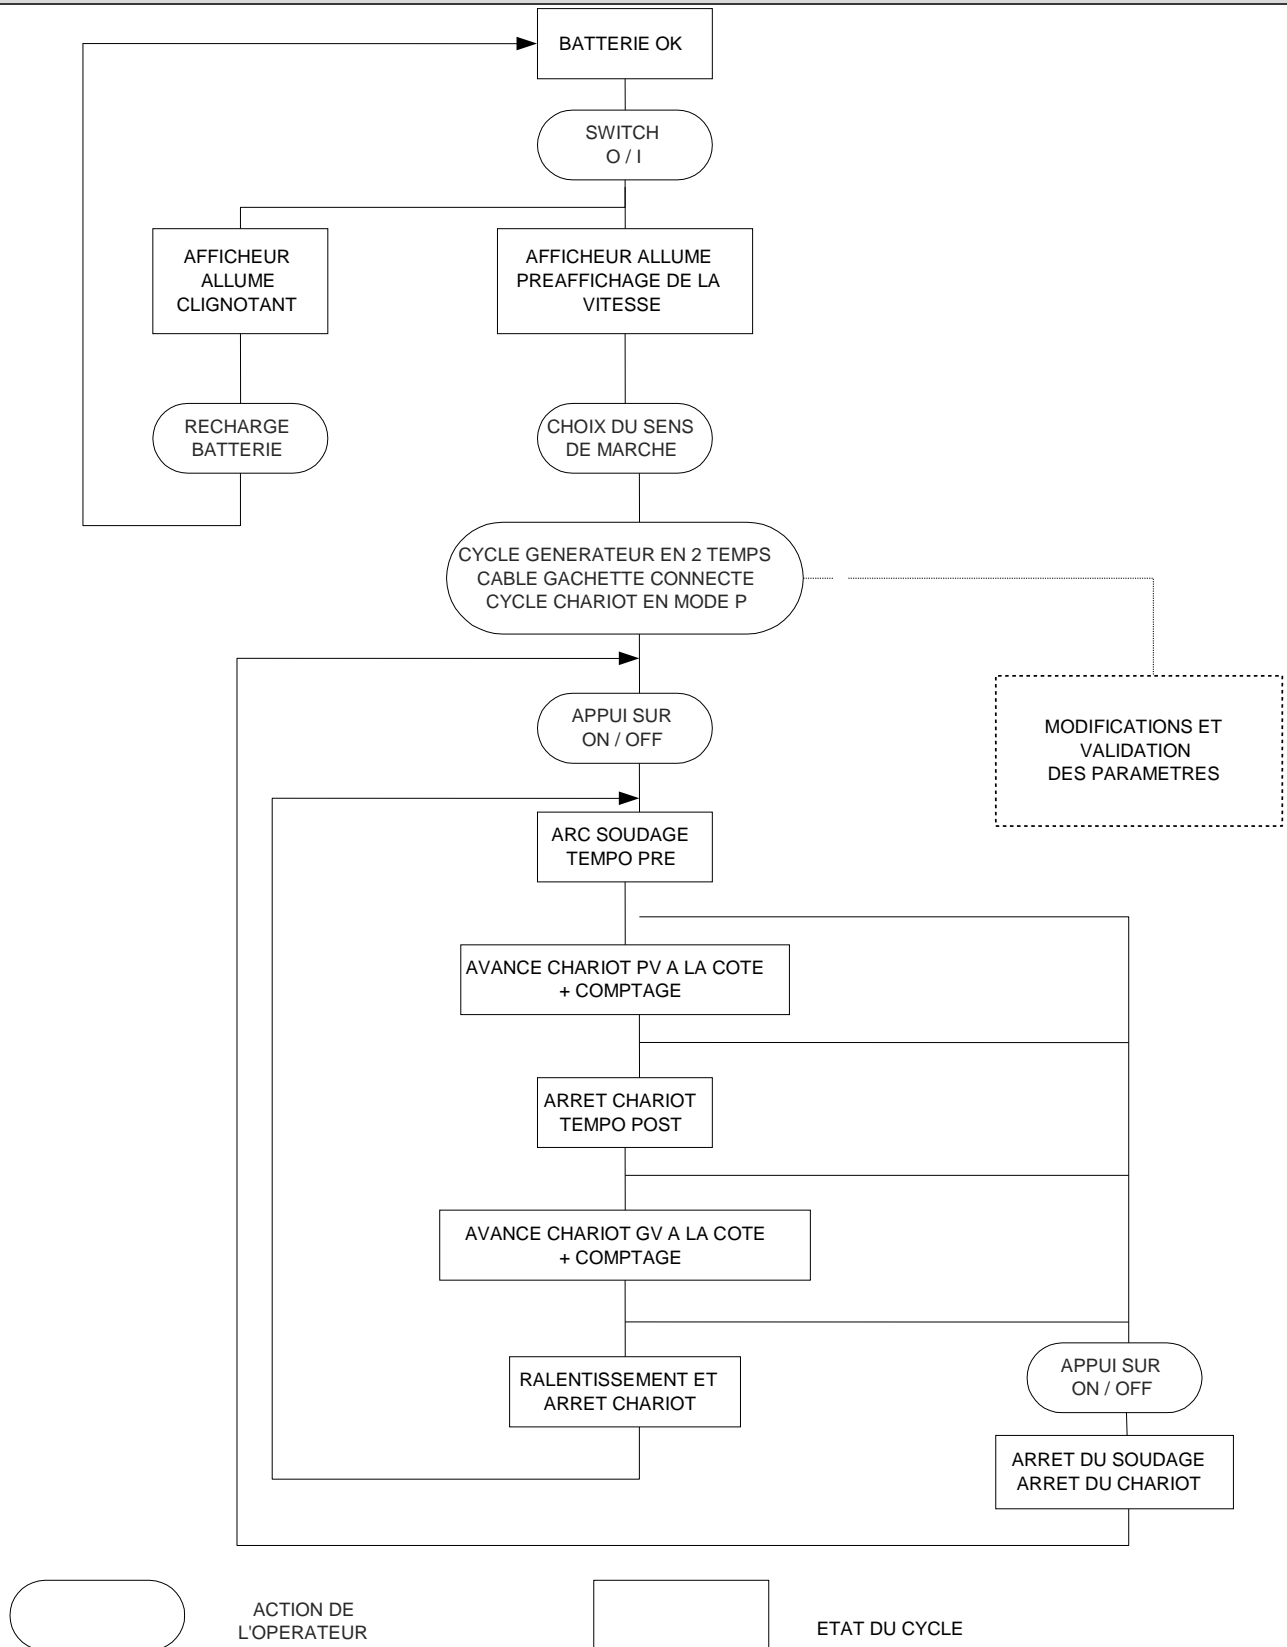 BATTERIE OK
SWITCH
O / I
AFFICHEUR
ALLUME
CLIGNOTANT
AFFICHEUR ALLUME
PREAFFICHAGE DE LA
VITESSE
RECHARGE
BATTERIE
CHOIX DU SENS
DE MARCHE
CYCLE GENERATEUR EN 2 TEMPS
CABLE GACHETTE CONNECTE
CYCLE CHARIOT EN MODE P
APPUI SUR
ON / OFF
MODIFICATIONS ET
VALIDATION
DES PARAMETRES
ARC SOUDAGE
TEMPO PRE
AVANCE CHARIOT PV A LA COTE
+ COMPTAGE
ARRET CHARIOT
TEMPO POST
AVANCE CHARIOT GV A LA COTE
+ COMPTAGE
RALENTISSEMENT ET
ARRET CHARIOT
APPUI SUR
ON / OFF
ARRET DU SOUDAGE
ARRET DU CHARIOT
ACTION DE
L'OPERATEUR
ETAT DU CYCLE